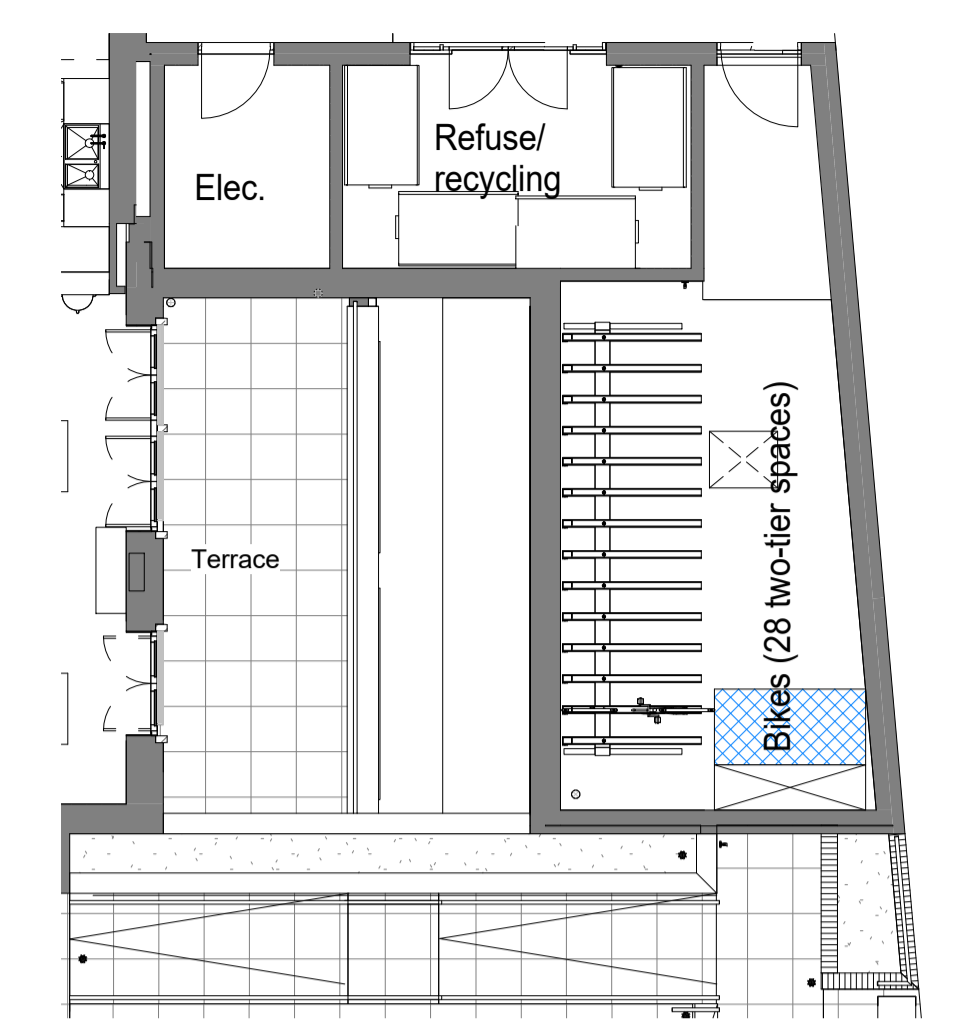 Refuse/
recycling
Elec.
Terrace
Bikes (28 two-tier spaces)